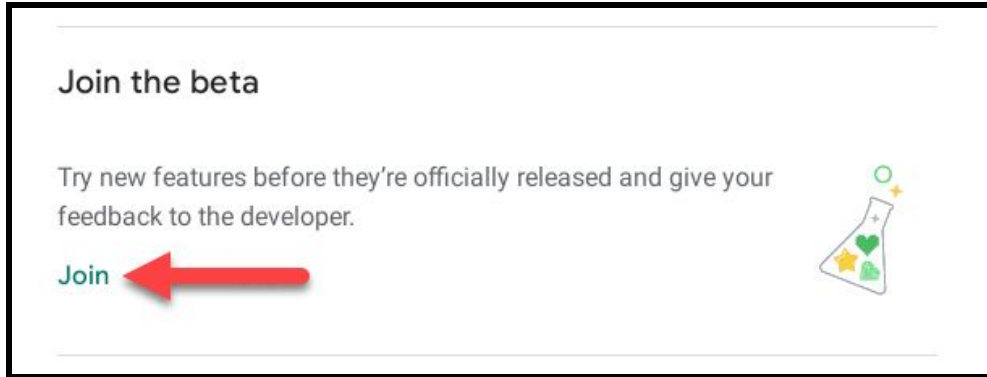 Join the beta
Try new features before they’re officially released and give your
feedback to the developer.
Join